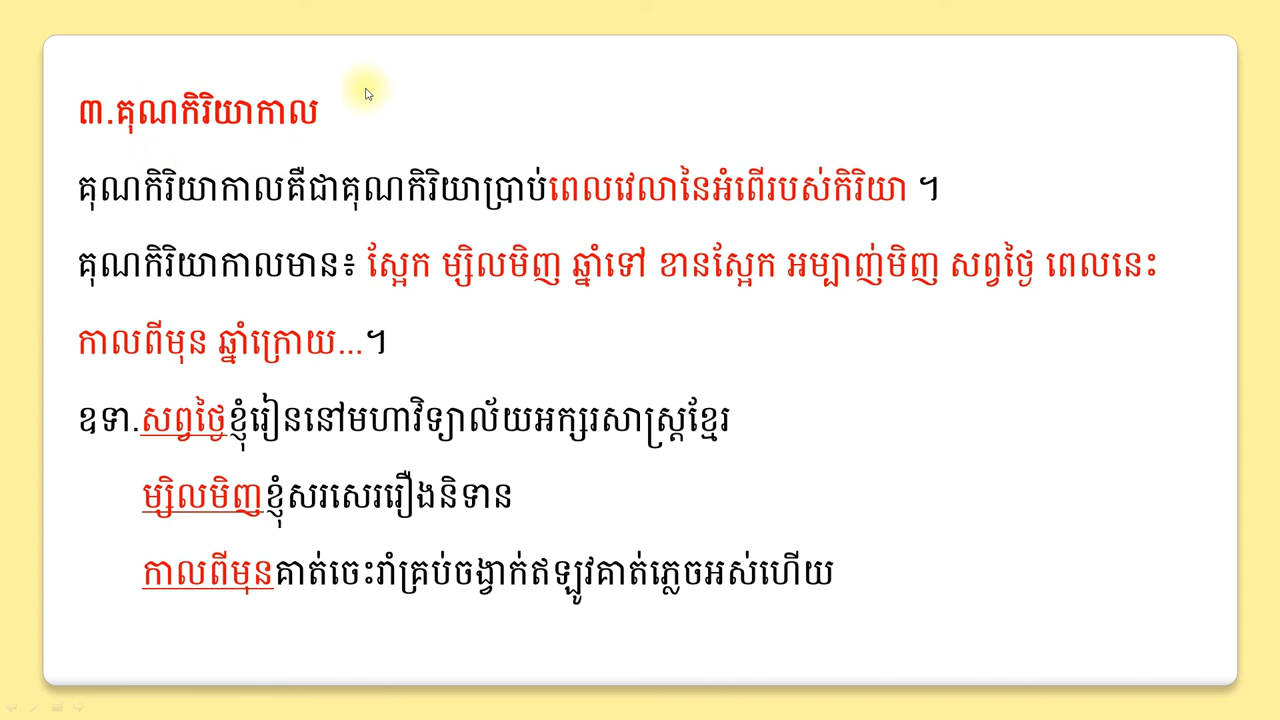 ៣.គុណកិរិយាកាល
គុណកិរិយាកាលគឺជាគុណកិរិយាប្រាប់ពេលវេលានៃអំពើរបស់កិរិយា ។
គុណកិរិយាកាលមាន៖ ស្អែក ម្សិលមិញ ឆ្នាំទៅ ខានស្អែក អម្បាញ់មិញ សព្វថ្ងៃ ពេលនេះ
កាលពីមុន ឆ្នាំក្រោយ...។
ឧទា.សព្វថ្ងៃខ្ញុំរៀននៅមហាវិទ្យាល័យអក្សរសាស្ត្រខ្មែរ
ម្សិលមិញខ្ញុំសរសេររឿងនិទាន
កាលពីមុនគាត់ចេះរាំគ្រប់ចង្វាក់ឥឡូវគាត់ភ្លេចអស់ហើយ